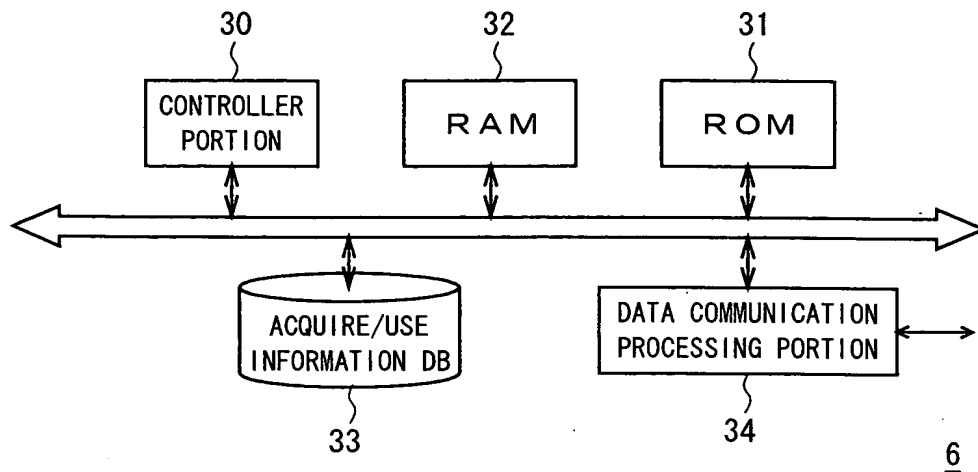 30
32
31
CONTROLLER
PORTION
RAM
ROM
ACQUIRE/USE
INFORMATION DB
DATA COMMUNICATION
PROCESSING PORTION
33
34
6